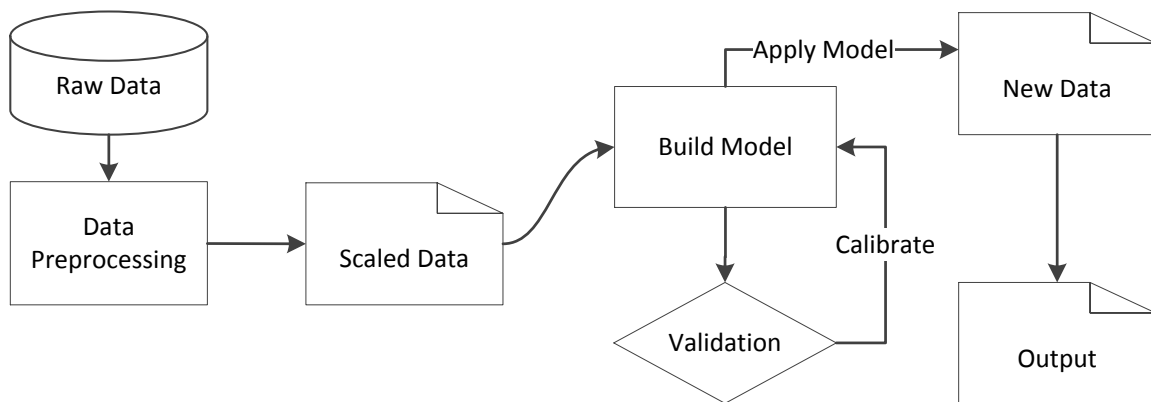 Raw Data
Data
Preprocessing
Scaled Data
Build Model
Validation
Calibrate
Apply Model
New Data
Output